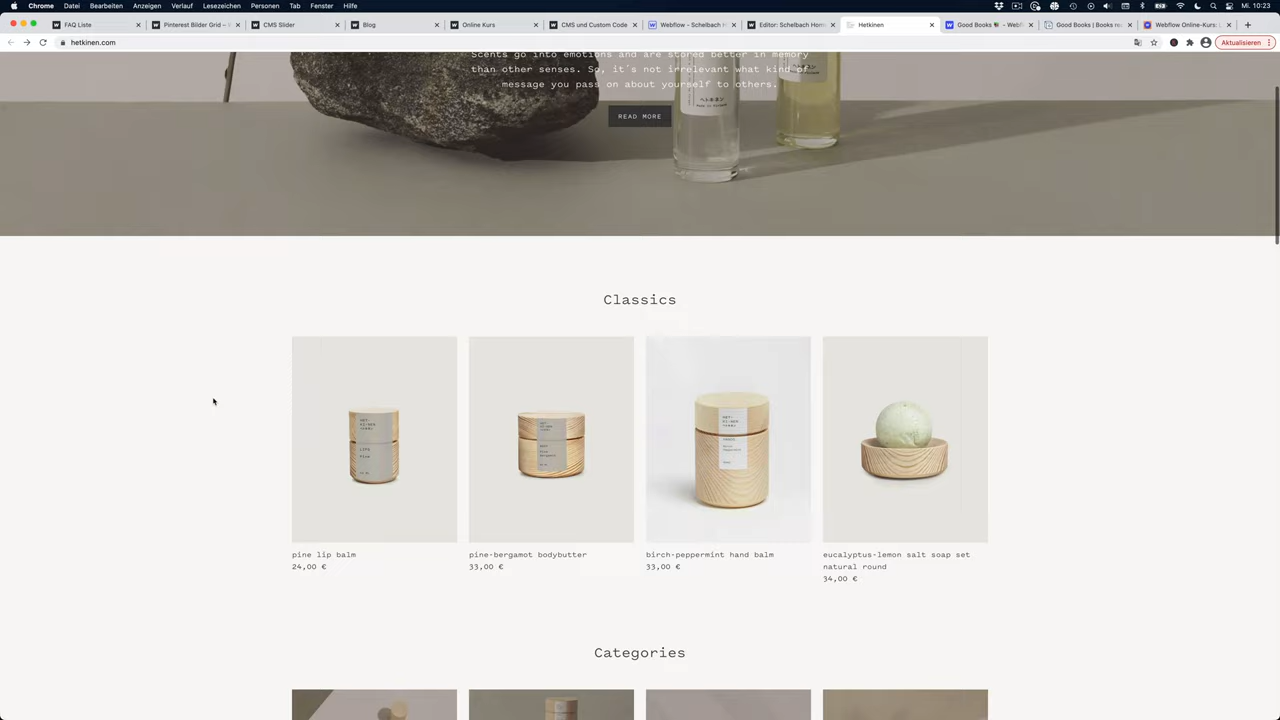 Chrome Datei Bearbeiten Anzeigen Verlauf Lesezeichen Personen Tab Fenster Hilfe Mi. 10:23
FAQ Liste Pinterest Bilder Grid – CMS Slider Blog Online Kurs CMS und Custom Code Webflow - Schelbach H Editor: Schelbach Hom Hetkinen Good Books Webfl Good Books | Books ro Webflow Online-Kurs:
hetkinen.com Aktualisieren
Scents go into emotions and are stored better in memory
than other senses. So, it´s not irrelevant what kind of
message you pass on about yourself to others.
READ MORE
Classics
pine lip balm
24,00 €
pine-bergamot bodybutter
33,00 €
birch-peppermint hand balm
33,00 €
eucalyptus-lemon salt soap set
natural round
34,00 €
Categories